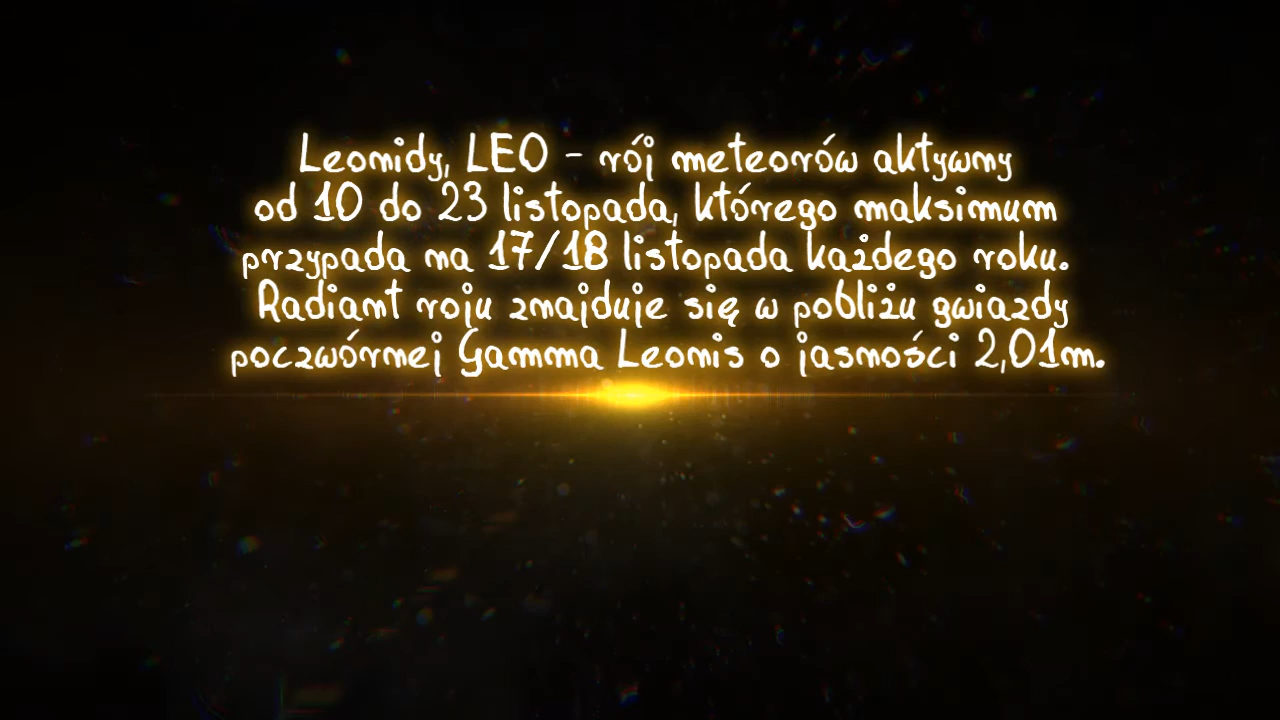 Leonidy, LEO - rój meteorów aktywny
od 10 do 23 listopada, którego maksimum
przypada na 17/18 listopada każdego roku.
Radiant roju znajduje się w pobliżu gwiazdy
poczwórnej Gamma Leonis o jasności 2,01m.